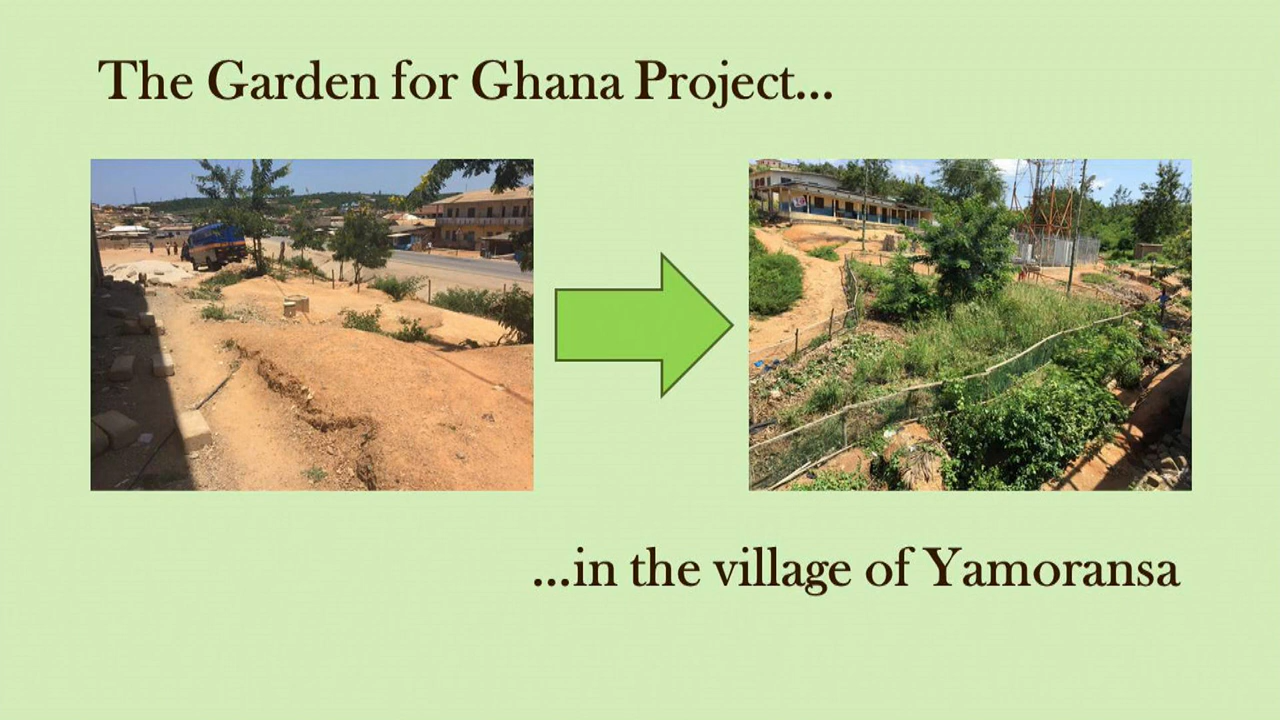 The Garden for Ghana Project...
...in the village of Yamoransa